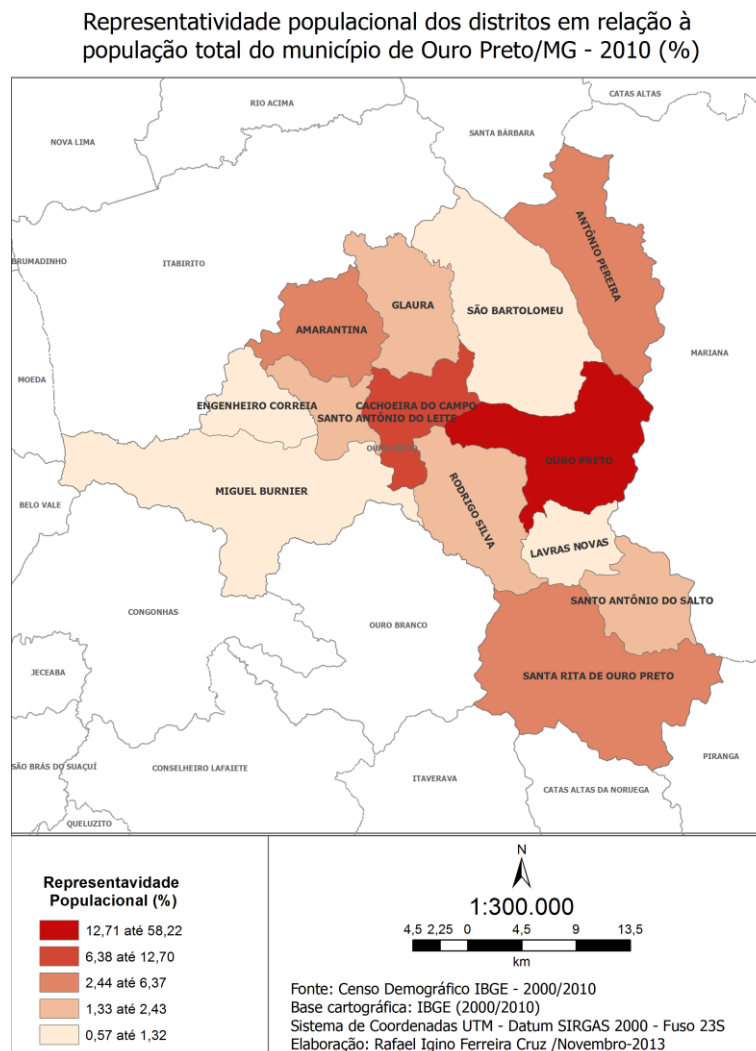 Representatividade populacional dos distritos em relação à
população total do município de Ouro Preto/MG - 2010 (%)
CATAS ALTAS
RIO ACIMA
SANTA BÁRBARA
NOVA LIMA
ANTÔNIO PEREIRA
BRUMADINHO
ITABIRITO
GLAURA
SÃO BARTOLOMEU
AMARANTINA
MARIANA
MOEDA
ENGENHEIRO CORREIA
CACHOEIRA DO CAMPO
SANTO ANTÔNIO DO LEITE
OURO PRETO
OURO PRETO
MIGUEL BURNIER
RODRIGO SILVA
BELO VALE
LAVRAS NOVAS
SANTO ANTÔNIO DO SALTO
CONGONHAS
OURO BRANCO
JECEABA
SANTA RITA DE OURO PRETO
PIRANGA
SÃO BRÁS DO SUAÇUÍ
CONSELHEIRO LAFAIETE
ITAVERAVA
CATAS ALTAS DA NORUEGA
QUELUZITO
Representavidade
Populacional (%)
12,71 até 58,22
6,38 até 12,70
2,44 até 6,37
1,33 até 2,43
0,57 até 1,32
N
1:300.000
4,5 2,25 0 4,5 9 13,5
km
Fonte: Censo Demográfico IBGE - 2000/2010
Base cartográfica: IBGE (2000/2010)
Sistema de Coordenadas UTM - Datum SIRGAS 2000 - Fuso 23S
Elaboração: Rafael Igino Ferreira Cruz /Novembro-2013